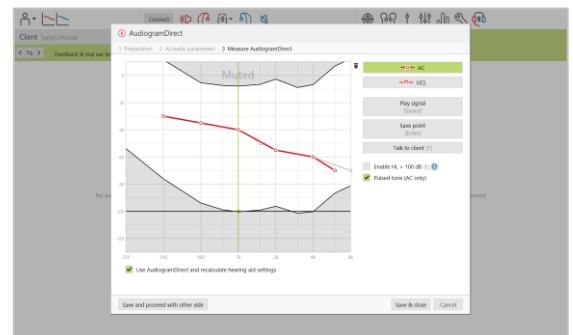 Connect
Client Target: Phonak
Feedback & real ear
AudiogramDirect
1 Preparation
2 Acoustic parameters
3 Measure AudiogramDirect
Muted
AC
UCL
Play signal
[Space]
Save point
[Enter]
Talk to client [T]
Enable HL > 100 dB [E]
Pulsed tone (AC only)
0
20
40
60
80
100
120
125
250
500
1k
2k
4k
8k
Use AudiogramDirect and recalculate hearing aid settings
Save and proceed with other side
Save & close
Cancel